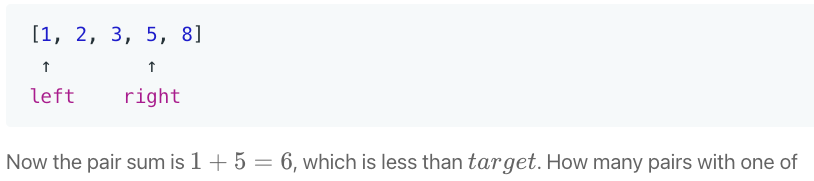 [1, 2, 3, 5, 8]
↑ ↑
left right
Now the pair sum is 1 + 5 = 6, which is less than target. How many pairs with one of